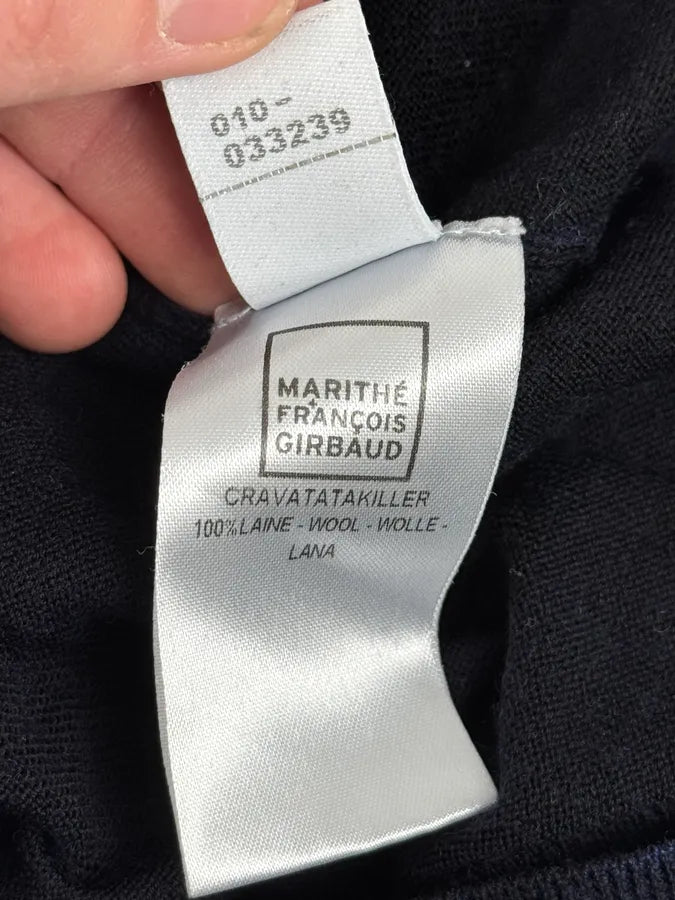 010-
033239
MARITHÉ
+
FRANÇOIS
GIRBAUD
CRAVATATAKILLER
100% LAINE - WOOL - WOLLE -
LANA